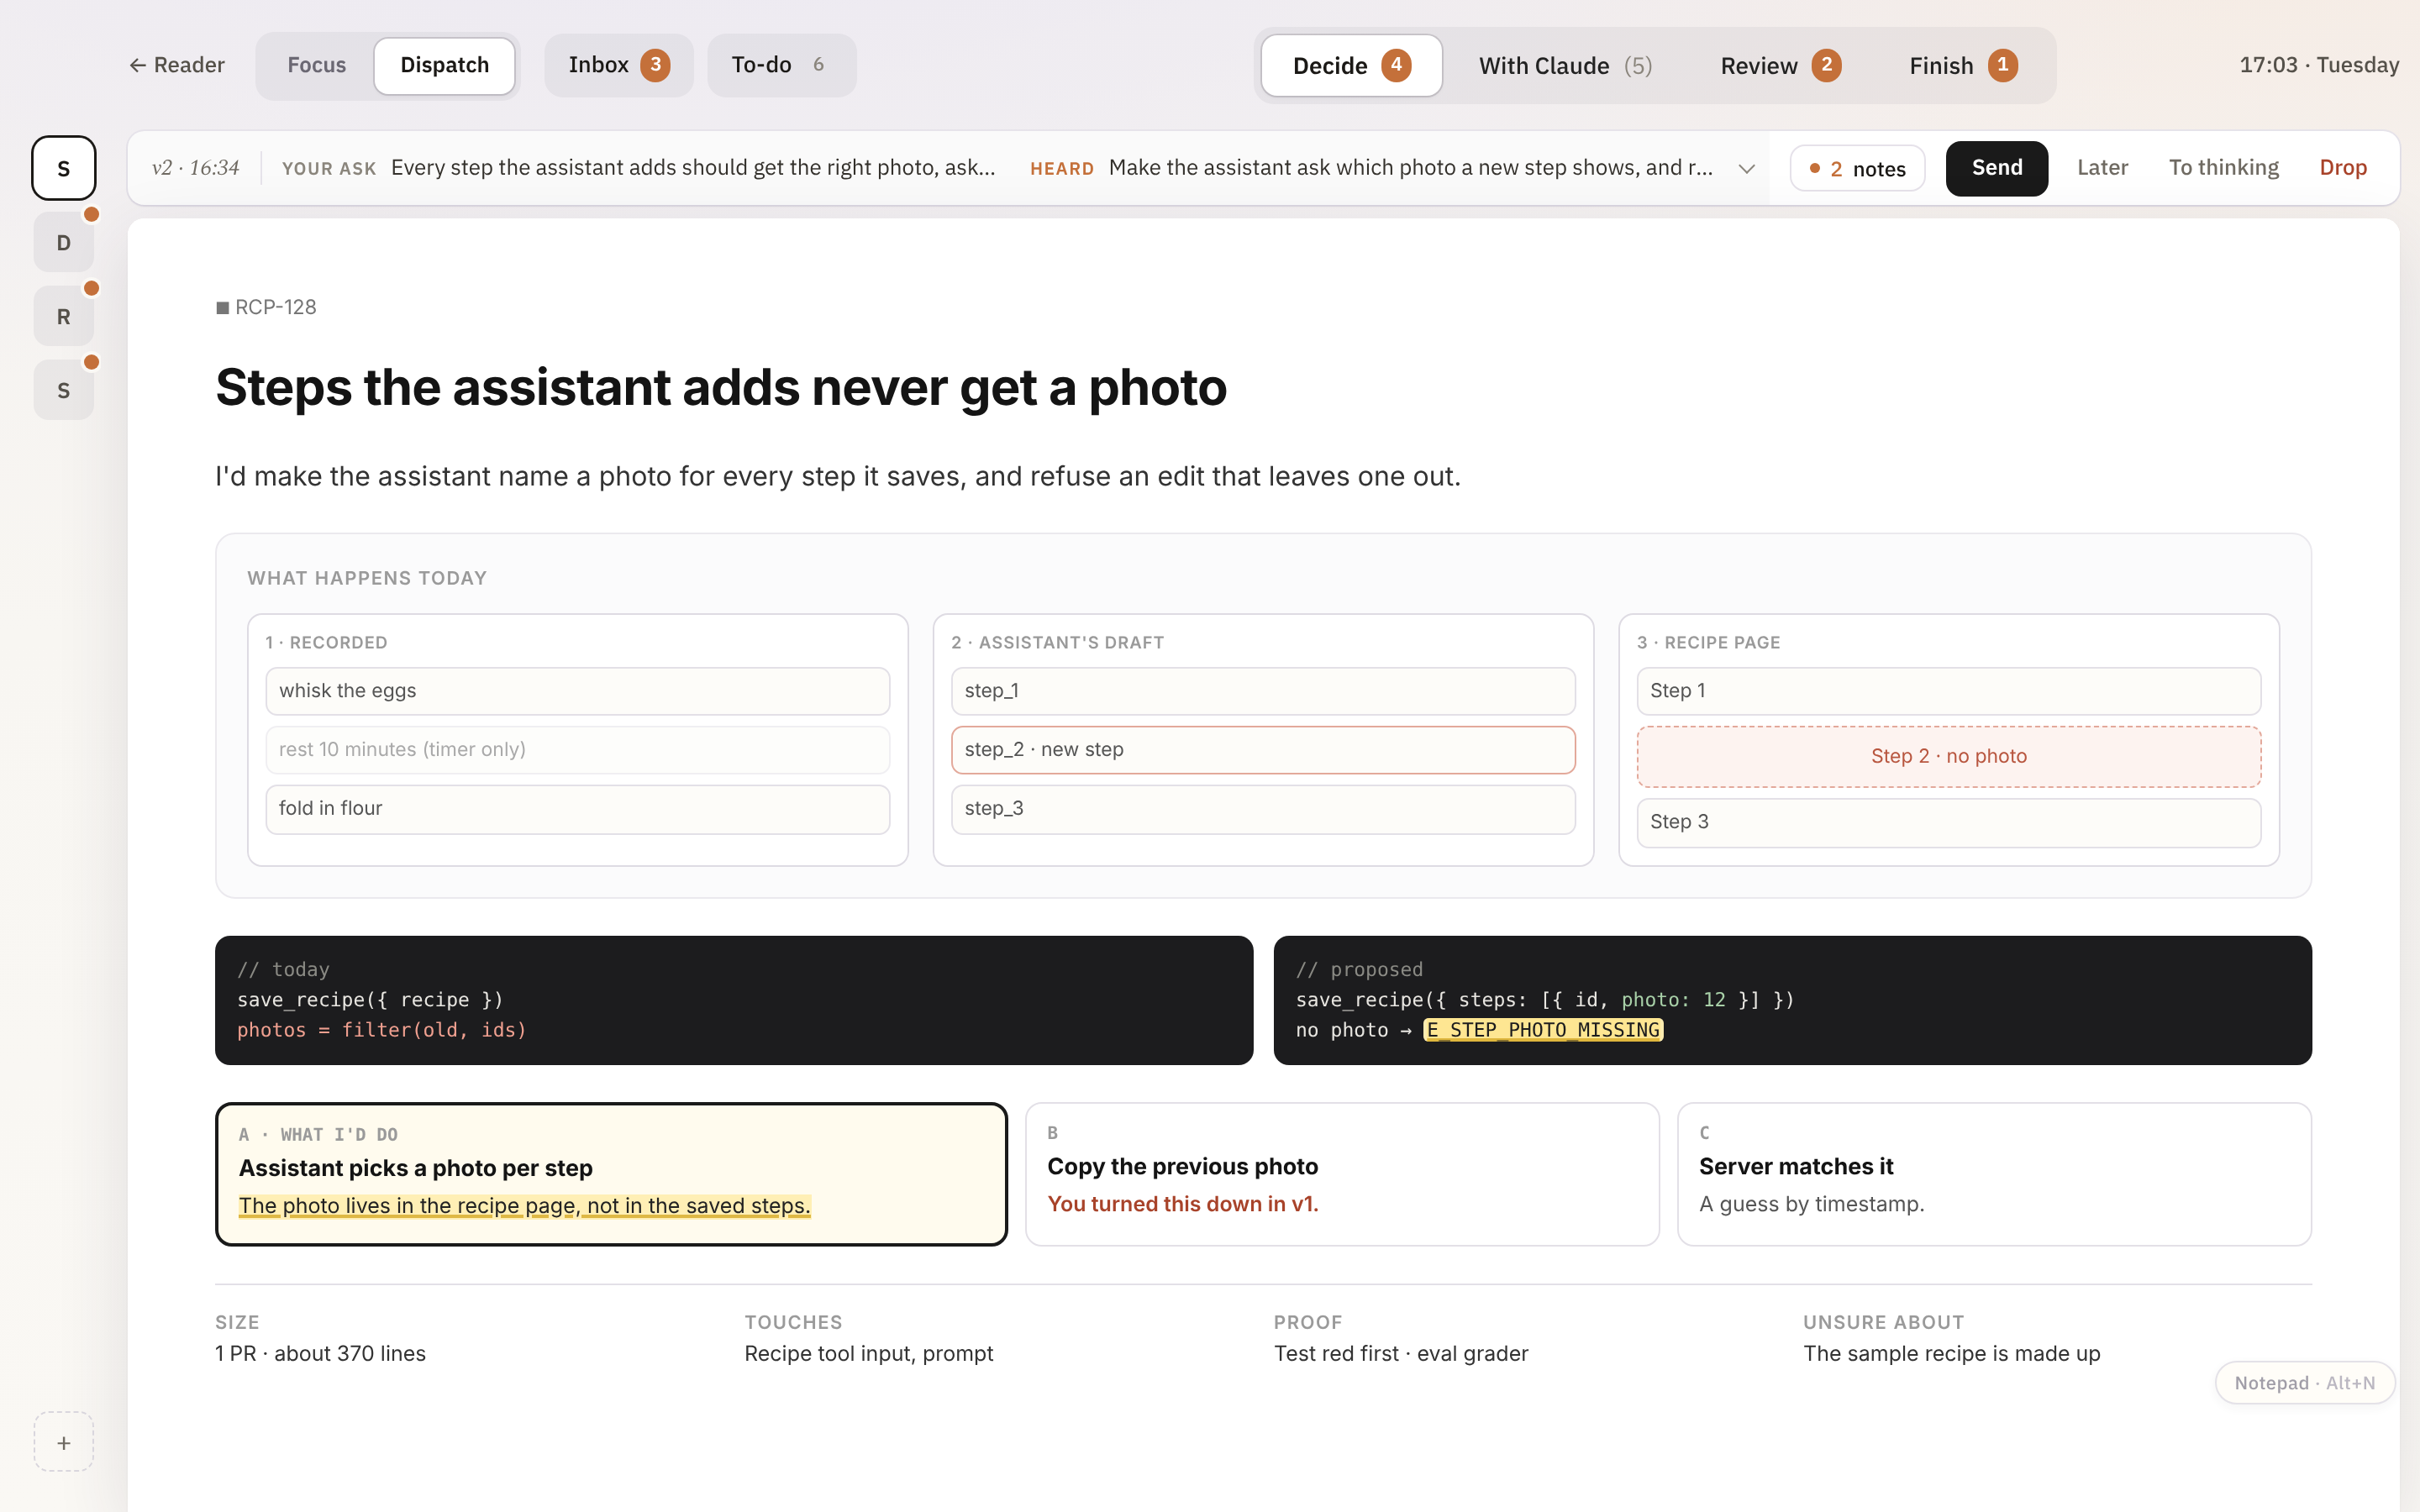 ← Reader
Focus
Dispatch
Inbox 3
To-do 6
Decide 4
With Claude (5)
Review 2
Finish 1
17:03 · Tuesday
S
D
R
S
+
v2 · 16:34
YOUR ASK Every step the assistant adds should get the right photo, ask...
HEARD Make the assistant ask which photo a new step shows, and r...
2 notes
Send
Later
To thinking
Drop
RCP-128
Steps the assistant adds never get a photo
I'd make the assistant name a photo for every step it saves, and refuse an edit that leaves one out.
WHAT HAPPENS TODAY
1 · RECORDED
whisk the eggs
rest 10 minutes (timer only)
fold in flour
2 · ASSISTANT'S DRAFT
step_1
step_2 · new step
step_3
3 · RECIPE PAGE
Step 1
Step 2 · no photo
Step 3
// today
save_recipe({ recipe })
photos = filter(old, ids)
// proposed
save_recipe({ steps: [{ id, photo: 12 }] })
no photo → E_STEP_PHOTO_MISSING
A · WHAT I'D DO
Assistant picks a photo per step
The photo lives in the recipe page, not in the saved steps.
B
Copy the previous photo
You turned this down in v1.
C
Server matches it
A guess by timestamp.
SIZE
1 PR · about 370 lines
TOUCHES
Recipe tool input, prompt
PROOF
Test red first · eval grader
UNSURE ABOUT
The sample recipe is made up
Notepad · Alt+N